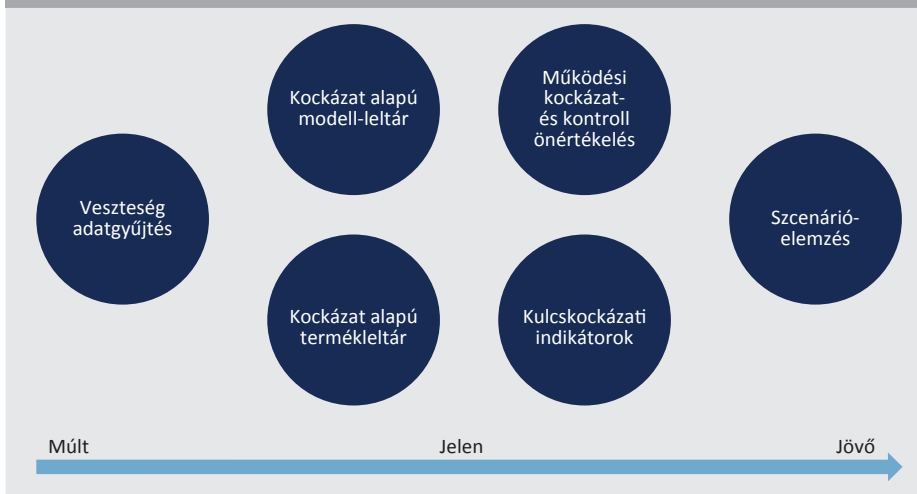 Veszteség
adatgyűjtés
Kockázat alapú
modell-leltár
Kockázat alapú
termékleltár
Működési
kockázat-
és kontroll
önértékelés
Kulcskockázati
indikátorok
Szcenárió-
elemzés
Múlt
Jelen
Jövő